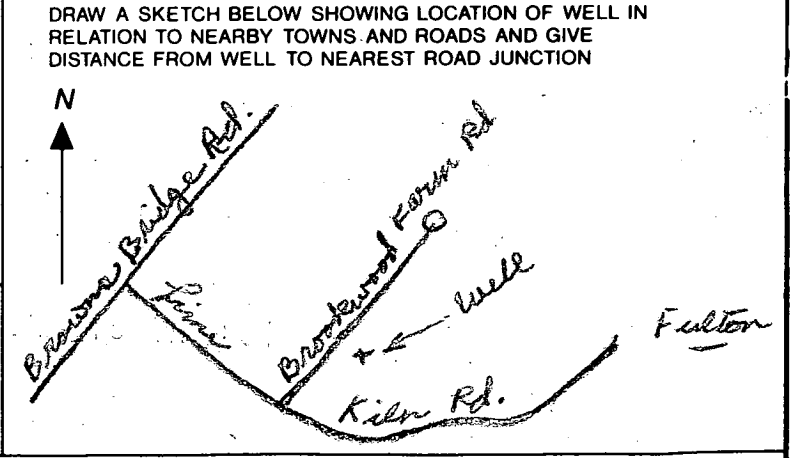 DRAW A SKETCH BELOW SHOWING LOCATION OF WELL IN
RELATION TO NEARBY TOWNS AND ROADS AND GIVE
DISTANCE FROM WELL TO NEAREST ROAD JUNCTION
N
Browns Bridge Rd.
Brookwood Farm Rd
Lime
Well
Fulton
Kiln Rd.